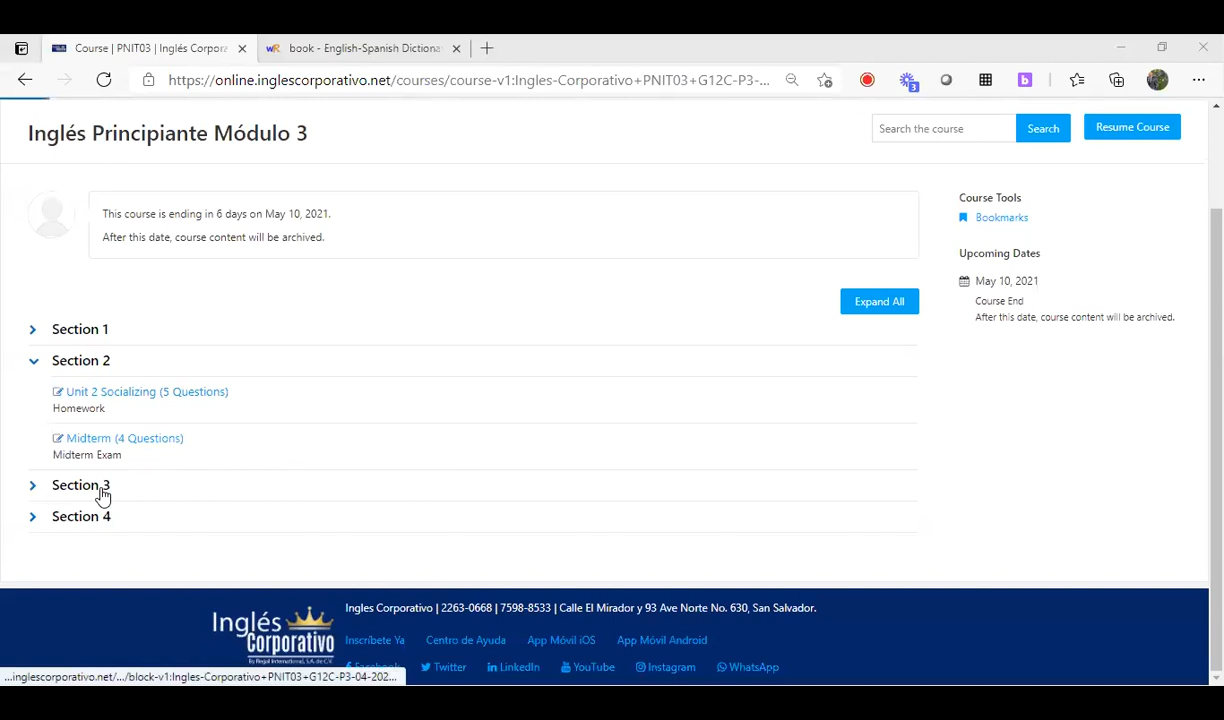 Course | PNIT03 | Inglés Corpora
book - English-Spanish Dictiona
https://online.inglescorporativo.net/courses/course-v1:Ingles-Corporativo+PNIT03+G12C-P3-...
3
b
Inglés Principiante Módulo 3
Search the course
Search
Resume Course
This course is ending in 6 days on May 10, 2021.
After this date, course content will be archived.
Course Tools
Bookmarks
Upcoming Dates
May 10, 2021
Course End
After this date, course content will be archived.
Expand All
Section 1
Section 2
Unit 2 Socializing (5 Questions)
Homework
Midterm (4 Questions)
Midterm Exam
Section 3
Section 4
Inglés Corporativo
By Regal International, S.A. de C.V.
Ingles Corporativo | 2263-0668 | 7598-8533 | Calle El Mirador y 93 Ave Norte No. 630, San Salvador.
Inscríbete Ya
Centro de Ayuda
App Móvil iOS
App Móvil Android
Facebook
Twitter
LinkedIn
YouTube
Instagram
WhatsApp
...inglescorporativo.net/.../block-v1:Ingles-Corporativo+PNIT03+G12C-P3-04-202...